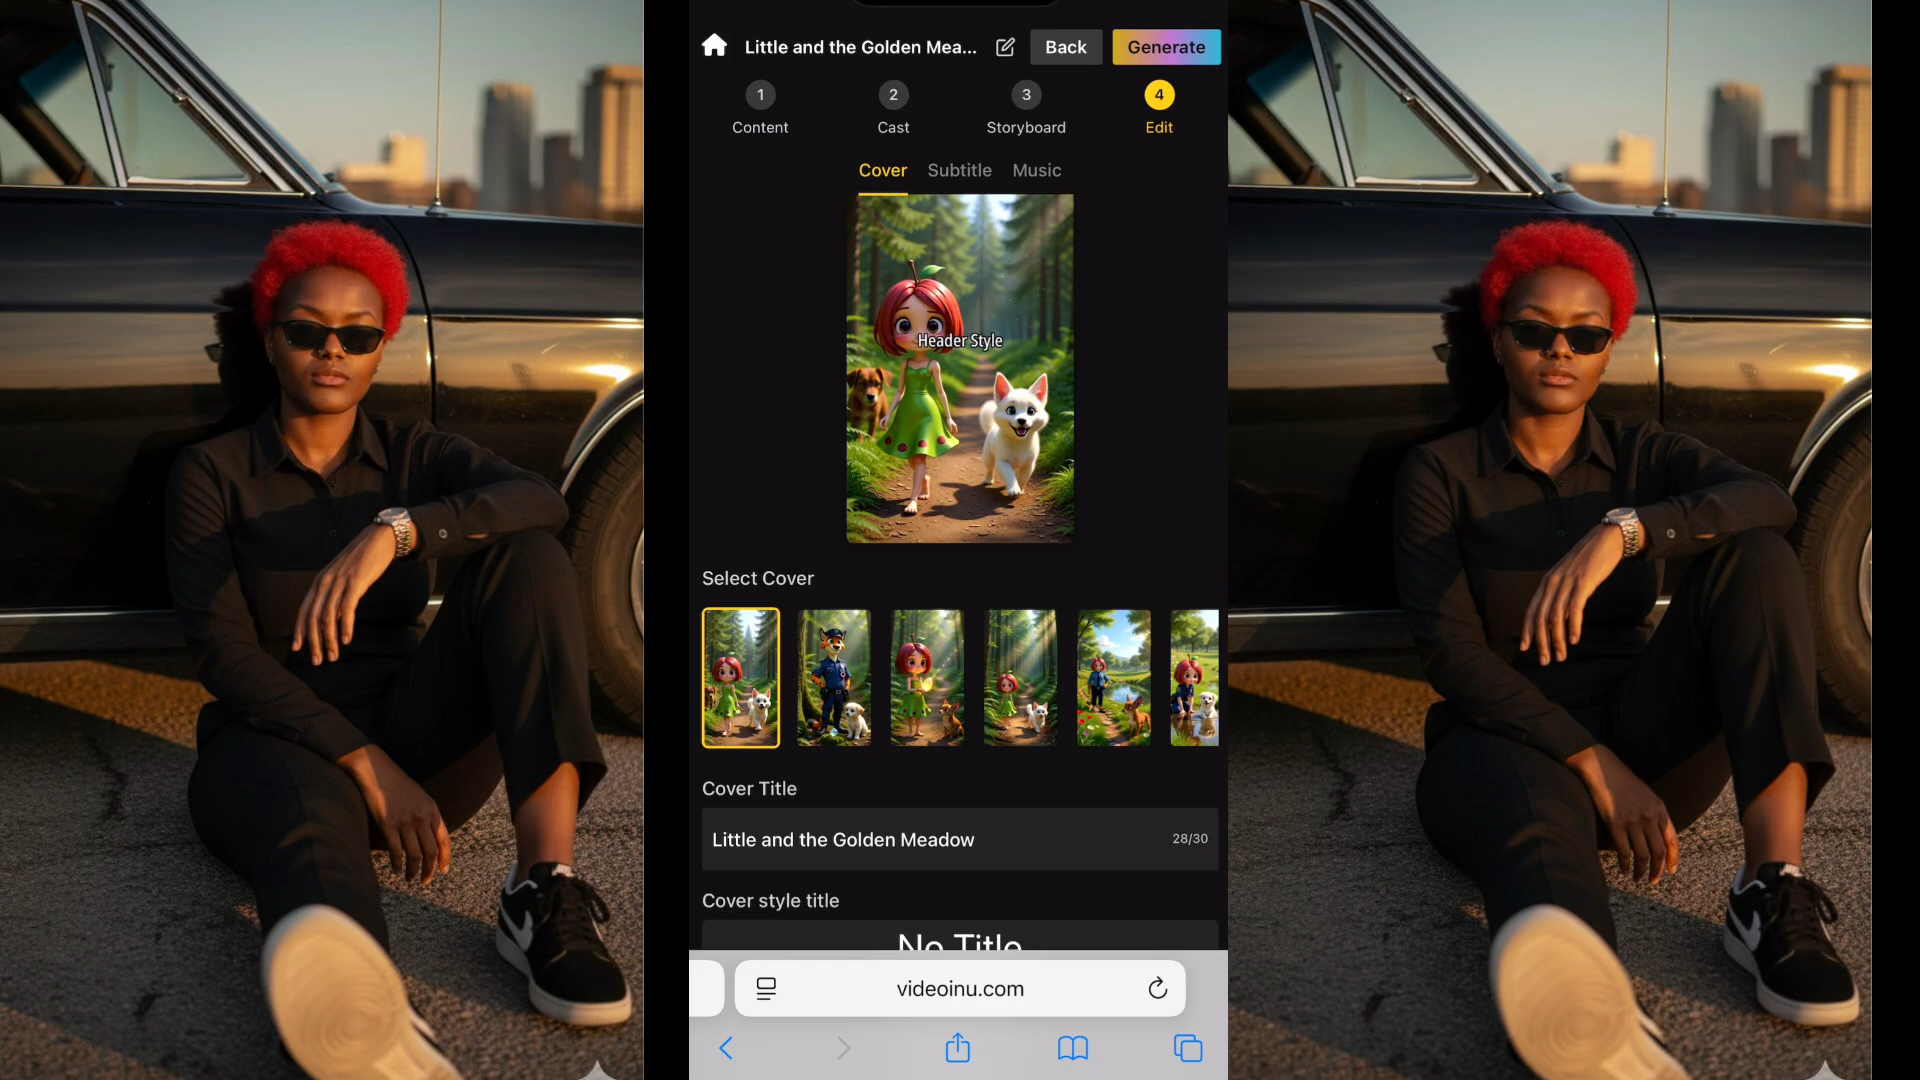 Little and the Golden Mea...
Back
Generate
1
2
3
4
Content
Cast
Storyboard
Edit
Cover
Subtitle
Music
Header Style
Select Cover
Cover Title
Little and the Golden Meadow
28/30
Cover style title
No Title
videoinu.com